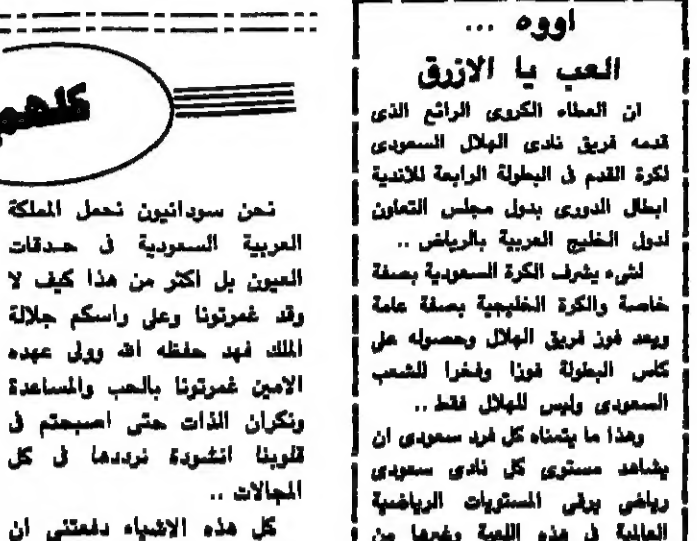 اووه ...
العب يا الازرق
ان العطاء الكروى الرائع الذى
قدمه فريق نادى الهلال السعودى
لكرة القدم فى البطولة الرابعة للاندية
ابطال الدورى بدول مجلس التعاون
لدول الخليج العربية بالرياض ..
لشىء يشرف الكرة السعودية بصفة
خاصة والكرة الخليجية بصفة عامة
ويعد فوز فريق الهلال وحصوله على
كاس البطولة فوزا وفخرا للشعب
السعودى وليس للهلال فقط ..
وهذا ما يتمناه كل فرد سعودى ان
يشاهد مستوى كل نادى سعودى
رياضى يرقى المستويات الرياضية
العالمية فى هذه اللعبة وغيرها من
كلهم
نحن سودانيون نحمل المملكة
العربية السعودية فى حدقات
العيون بل اكثر من هذا كيف لا
وقد غمرتونا وعلى راسكم جلالة
الملك فهد حفظه الله وولى عهده
الامين غمرتونا بالحب والمساعدة
ونكران الذات حتى اصبحتم فى
قلوبنا انشودة نرددها فى كل
المجالات ..
كل هذه الاشياء دفعتنى ان